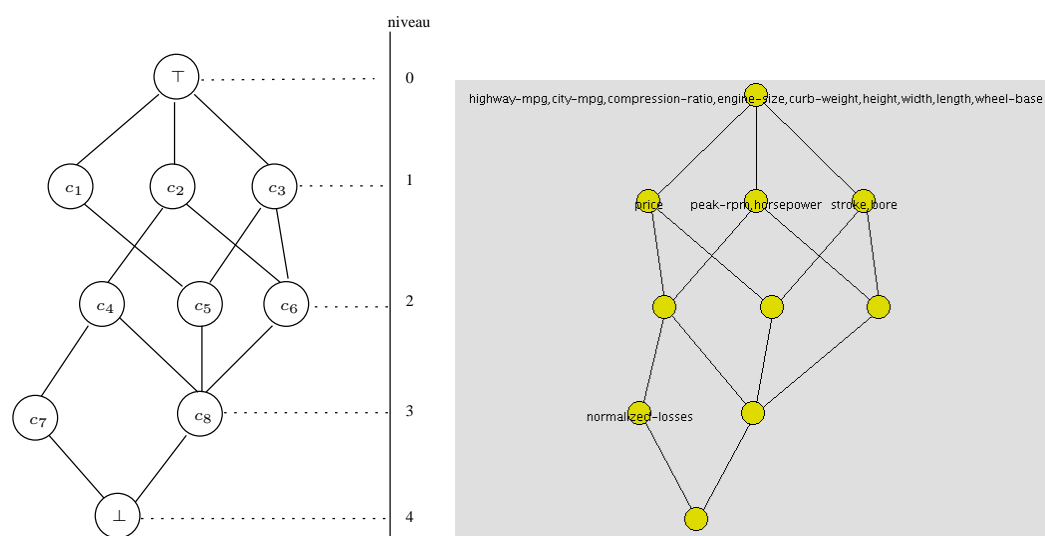 niveau
⊤
0
c1
c2
c3
1
c4
c5
c6
2
c7
c8
3
⊥
4
highway-mpg,city-mpg,compression-ratio,engine-size,curb-weight,height,width,length,wheel-base
price
peak-rpm,horsepower
stroke,bore
normalized-losses